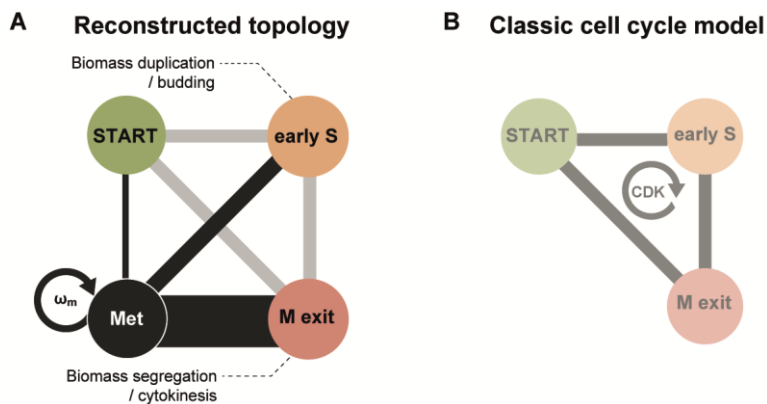 A Reconstructed topology
Biomass duplication
/ budding
START
early S
ωm
Met
M exit
Biomass segregation
/ cytokinesis
B Classic cell cycle model
START
early S
CDK
M exit